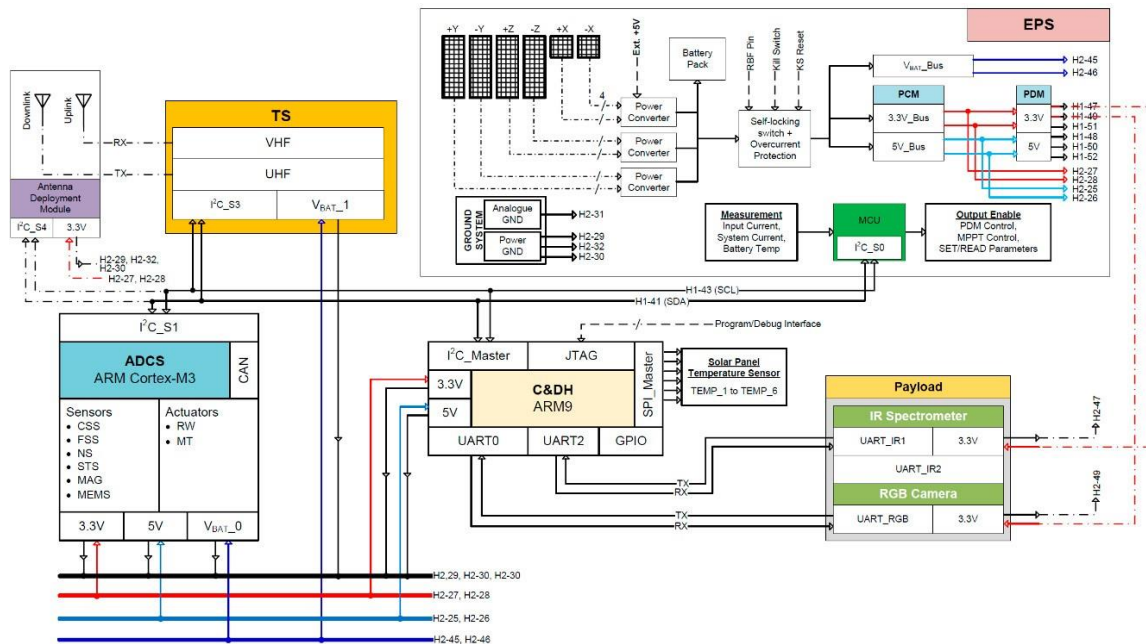 EPS
+Y
-Y
+Z
-Z
+X
-X
Ext. +5V
Battery
Pack
RBF Pin
Kill Switch
KS Reset
4
Power
Converter
Power
Converter
Power
Converter
Self-locking
switch +
Overcurrent
Protection
VBAT_Bus
PCM
3.3V_Bus
5V_Bus
PDM
3.3V
5V
H2-45
H2-46
H1-47
H1-49
H1-51
H1-48
H1-50
H1-52
H2-27
H2-28
H2-25
H2-26
GROUND
SYSTEM
Analogue
GND
Power
GND
H2-31
H2-29
H2-32
H2-30
Measurement
Input Current,
System Current,
Battery Temp
MCU
I²C_S0
Output Enable
PDM Control,
MPPT Control,
SET/READ Parameters
Downlink
Uplink
RX
TX
Antenna
Deployment
Module
I²C_S4
3.3V
H2-29, H2-32,
H2-30
H2-27, H2-28
TS
VHF
UHF
I²C_S3
VBAT_1
H1-43 (SCL)
H1-41 (SDA)
I²C_S1
ADCS
ARM Cortex-M3
CAN
Sensors
• CSS
• FSS
• NS
• STS
• MAG
• MEMS
Actuators
• RW
• MT
3.3V
5V
VBAT_0
Program/Debug Interface
I²C_Master
JTAG
3.3V
5V
C&DH
ARM9
SPI_Master
UART0
UART2
GPIO
Solar Panel
Temperature Sensor
TEMP_1 to TEMP_6
TX
RX
TX
RX
Payload
IR Spectrometer
UART_IR1
3.3V
UART_IR2
RGB Camera
UART_RGB
3.3V
H2-47
H2-49
H2,29, H2-30, H2-30
H2-27, H2-28
H2-25, H2-26
H2-45, H2-46